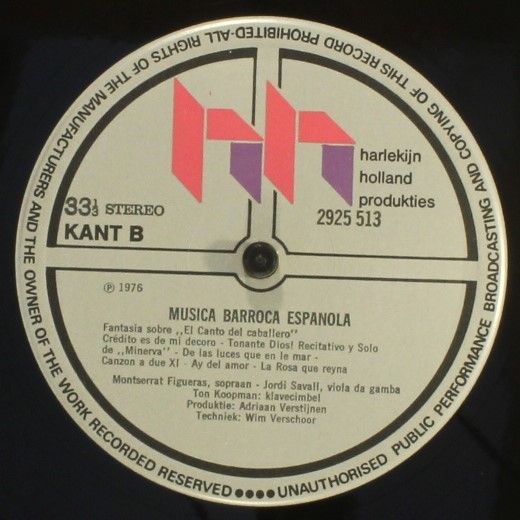 ALL RIGHTS OF THE MANUFACTURERS AND THE OWNER OF THE WORK RECORDED RESERVED ●●●● UNAUTHORISED PUBLIC PERFORMANCE BROADCASTING AND COPYING OF THIS RECORD PROHIBITED-
harlekijn
holland
produkties
2925 513
33⅓ STEREO
KANT B
℗ 1976
MUSICA BARROCA ESPANOLA
Fantasia sobre ,,El Canto del caballero"
Crédito es de mi decoro - Tonante Dios! Recitativo y Solo
de ,,Minerva" - De las luces que en le mar -
Canzon a due XI - Ay del amor - La Rosa que reyna
Montserrat Figueras, sopraan - Jordi Savall, viola da gamba
Ton Koopman: klavecimbel
Produktie: Adriaan Verstijnen
Techniek: Wim Verschoor